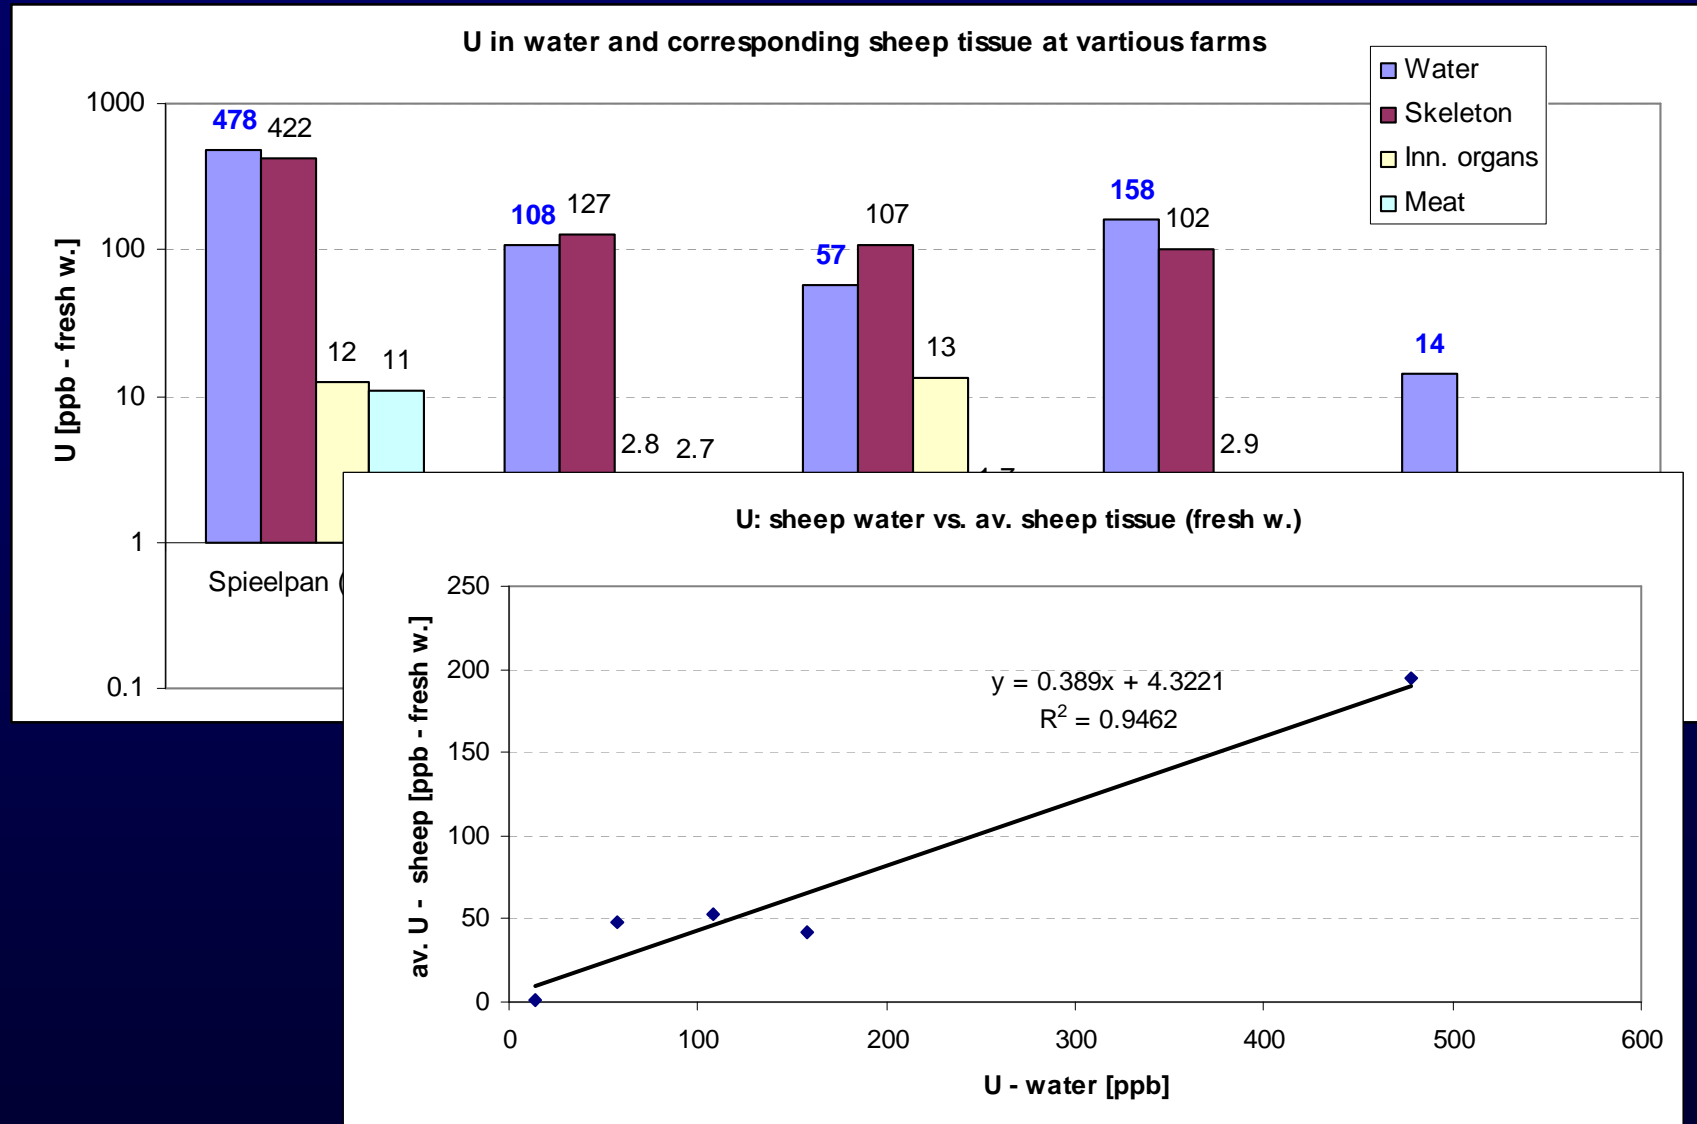 U in water and corresponding sheep tissue at vartious farms
Water
Skeleton
Inn. organs
Meat
U [ppb - fresh w.]
1000
100
10
1
0.1
478
422
12
11
108
127
2.8
2.7
57
107
13
158
102
2.9
14
Spieelpan (
U: sheep water vs. av. sheep tissue (fresh w.)
av. U - sheep [ppb - fresh w.]
250
200
150
100
50
0
y = 0.389x + 4.3221
R² = 0.9462
0 100 200 300 400 500 600
U - water [ppb]